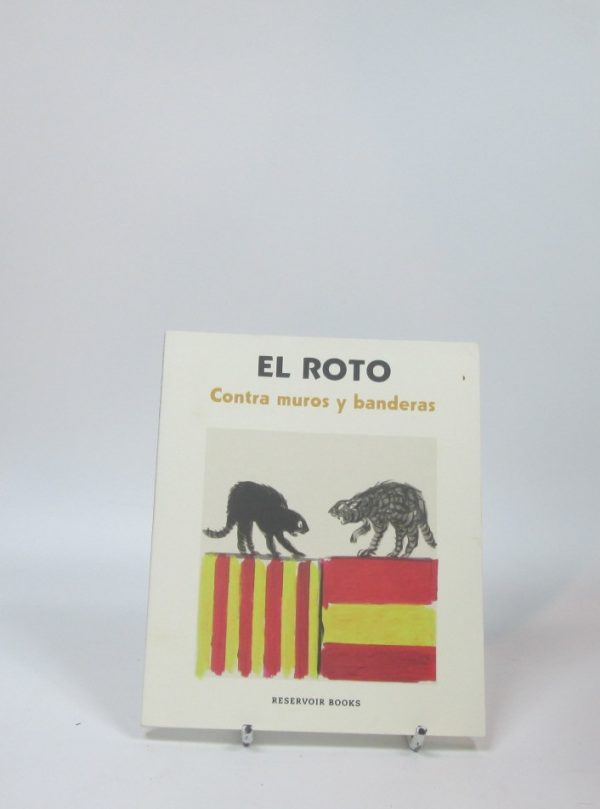 EL ROTO
Contra muros y banderas
RESERVOIR BOOKS